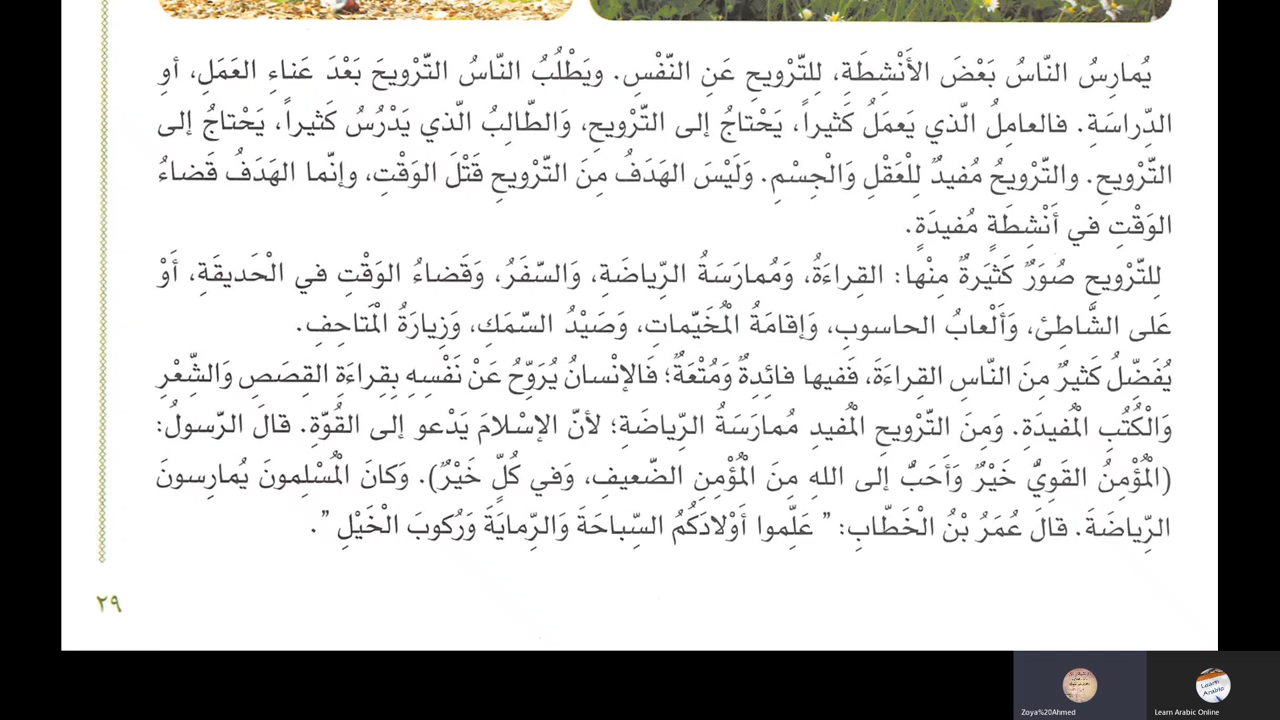 يُمارِسُ النّاسُ بَعْضَ الأَنْشِطَةِ، لِلتّرْويحِ عَنِ النّفْسِ. ويَطْلُبُ النّاسُ التّرْويحَ بَعْدَ عَناءِ العَمَلِ، أوِ
الدِّراسَةِ. فالعامِلُ الّذي يَعمَلُ كَثيراً، يَحْتاجُ إلى التّرْويحِ، وَالطّالِبُ الّذي يَدْرُسُ كَثيراً، يَحْتاجُ إلى
التّرْويحِ. والتّرْويحُ مُفيدٌ لِلْعَقْلِ وَالْجِسْمِ. وَلَيْسَ الهَدَفُ مِنَ التّرْويحِ قَتْلَ الوَقْتِ، وإنّما الهَدَفُ قَضاءُ
الوَقْتِ في أَنْشِطَةٍ مُفيدَةٍ.
لِلتّرْويحِ صُوَرٌ كَثيَرةٌ مِنْها: القِراءَةُ، وَمُمارَسَةُ الرِّياضَةِ، وَالسّفَرُ، وَقَضاءُ الوَقْتِ في الْحَديقَةِ، أَوْ
عَلى الشَّاطِئ، وَأَلْعابُ الحاسوبِ، وَإقامَةُ الْمُخَيّماتِ، وَصَيْدُ السّمَكِ، وَزِيارَةُ الْمَتاحِفِ.
يُفَضِّلُ كَثيرٌ مِنَ النّاسِ القِراءَةَ، فَفيها فائِدةٌ وَمُتْعَةٌ؛ فَالإنْسانُ يُرَوّحُ عَنْ نَفْسِهِ بِقِراءَةِ القِصَصِ وَالشِّعْرِ
وَالْكُتُبِ الْمُفيدَةِ. وَمِنَ التّرْويحِ الْمُفيدِ مُمارَسَةُ الرِّياضَةِ؛ لأنّ الإسْلامَ يَدْعو إلى القُوّةِ. قالَ الرّسولُ:
(الْمُؤْمِنُ القَوِيٌّ خَيْرٌ وَأَحَبٌّ إلى اللهِ مِنَ الْمُؤْمِنِ الضّعيفِ، وَفي كُلٍّ خَيْرٌ). وَكانَ الْمُسْلِمونَ يُمارِسونَ
الرِّياضَةَ. قالَ عُمَرُ بْنُ الْخَطّابِ: ” عَلِّموا أَوْلادَكُمُ السِّباحَةَ وَالرِّمايَةَ وَرُكوبَ الْخَيْلِ ”.
٢٩
Zoya%20Ahmed
Learn Arabic Online